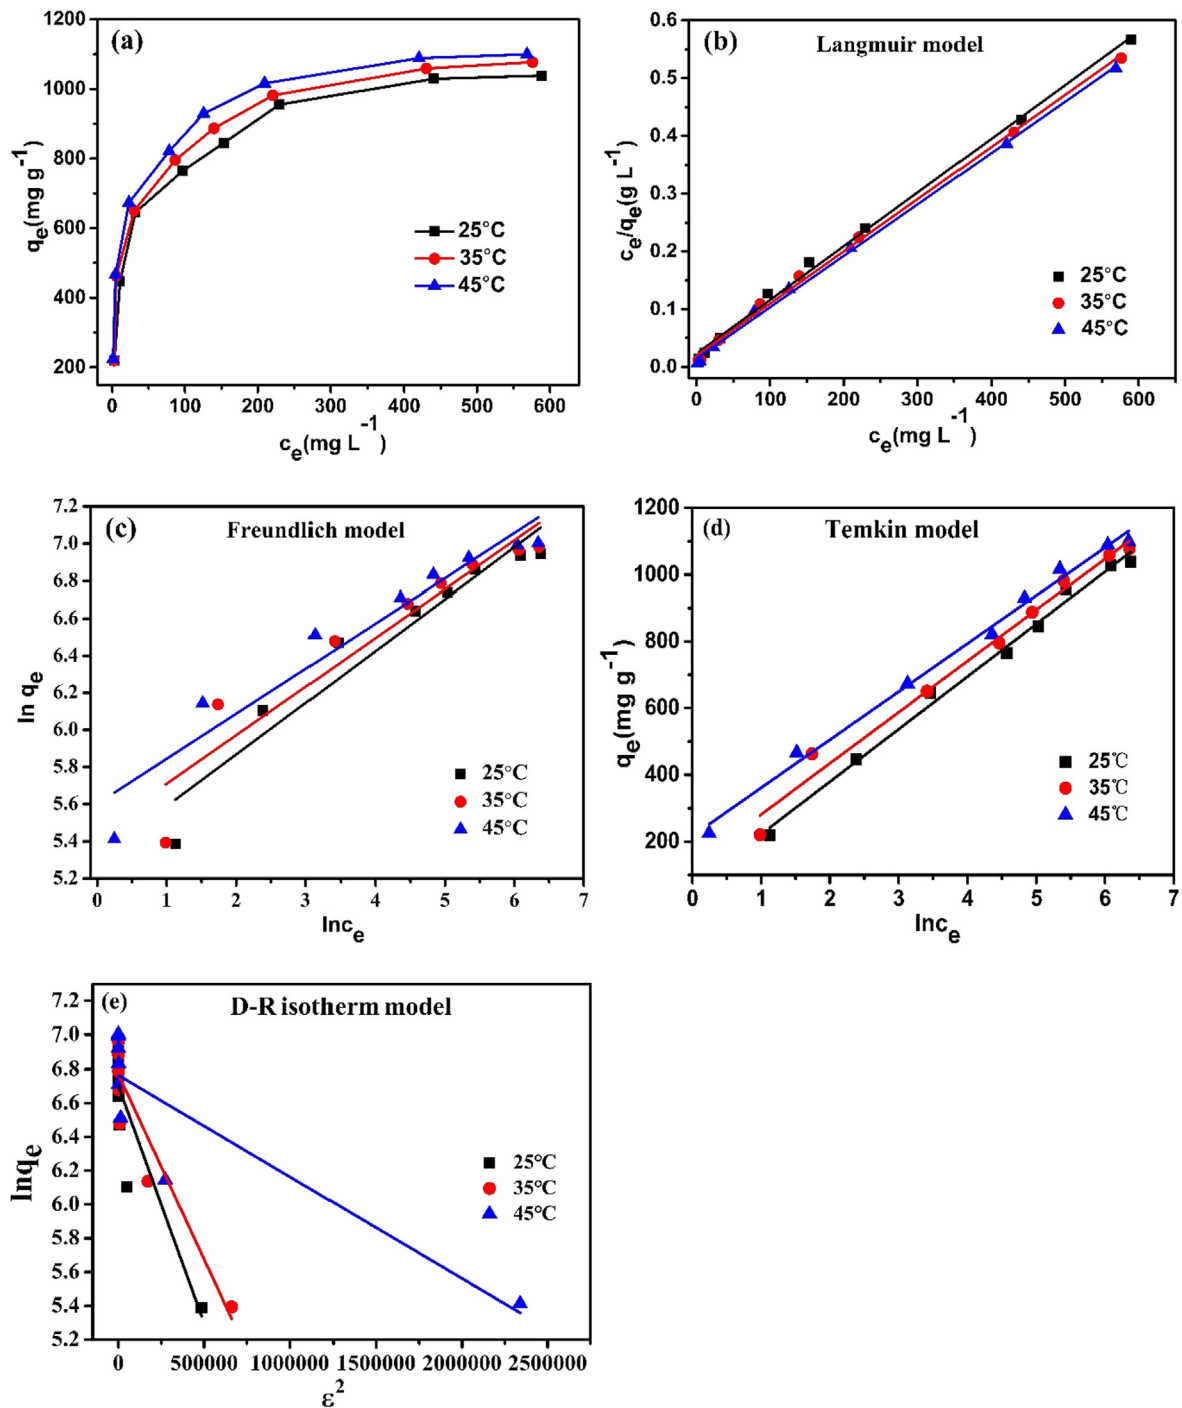 (a)
1200
1000
800
600
400
200
qe(mg g-1)
25°C
35°C
45°C
0 100 200 300 400 500 600
ce(mg L-1)
(b) Langmuir model
0.6
0.5
0.4
0.3
0.2
0.1
0.0
ce/qe(g L-1)
25°C
35°C
45°C
0 100 200 300 400 500 600
ce(mg L-1)
(c) Freundlich model
7.2
7.0
6.8
6.6
6.4
6.2
6.0
5.8
5.6
5.4
5.2
ln qe
25°C
35°C
45°C
0 1 2 3 4 5 6 7
lnce
(d) Temkin model
1200
1000
800
600
400
200
qe(mg g-1)
25℃
35℃
45℃
0 1 2 3 4 5 6 7
lnce
(e) D-R isotherm model
7.2
7.0
6.8
6.6
6.4
6.2
6.0
5.8
5.6
5.4
5.2
lnqe
25°C
35°C
45°C
0 500000 1000000 1500000 2000000 2500000
ε2